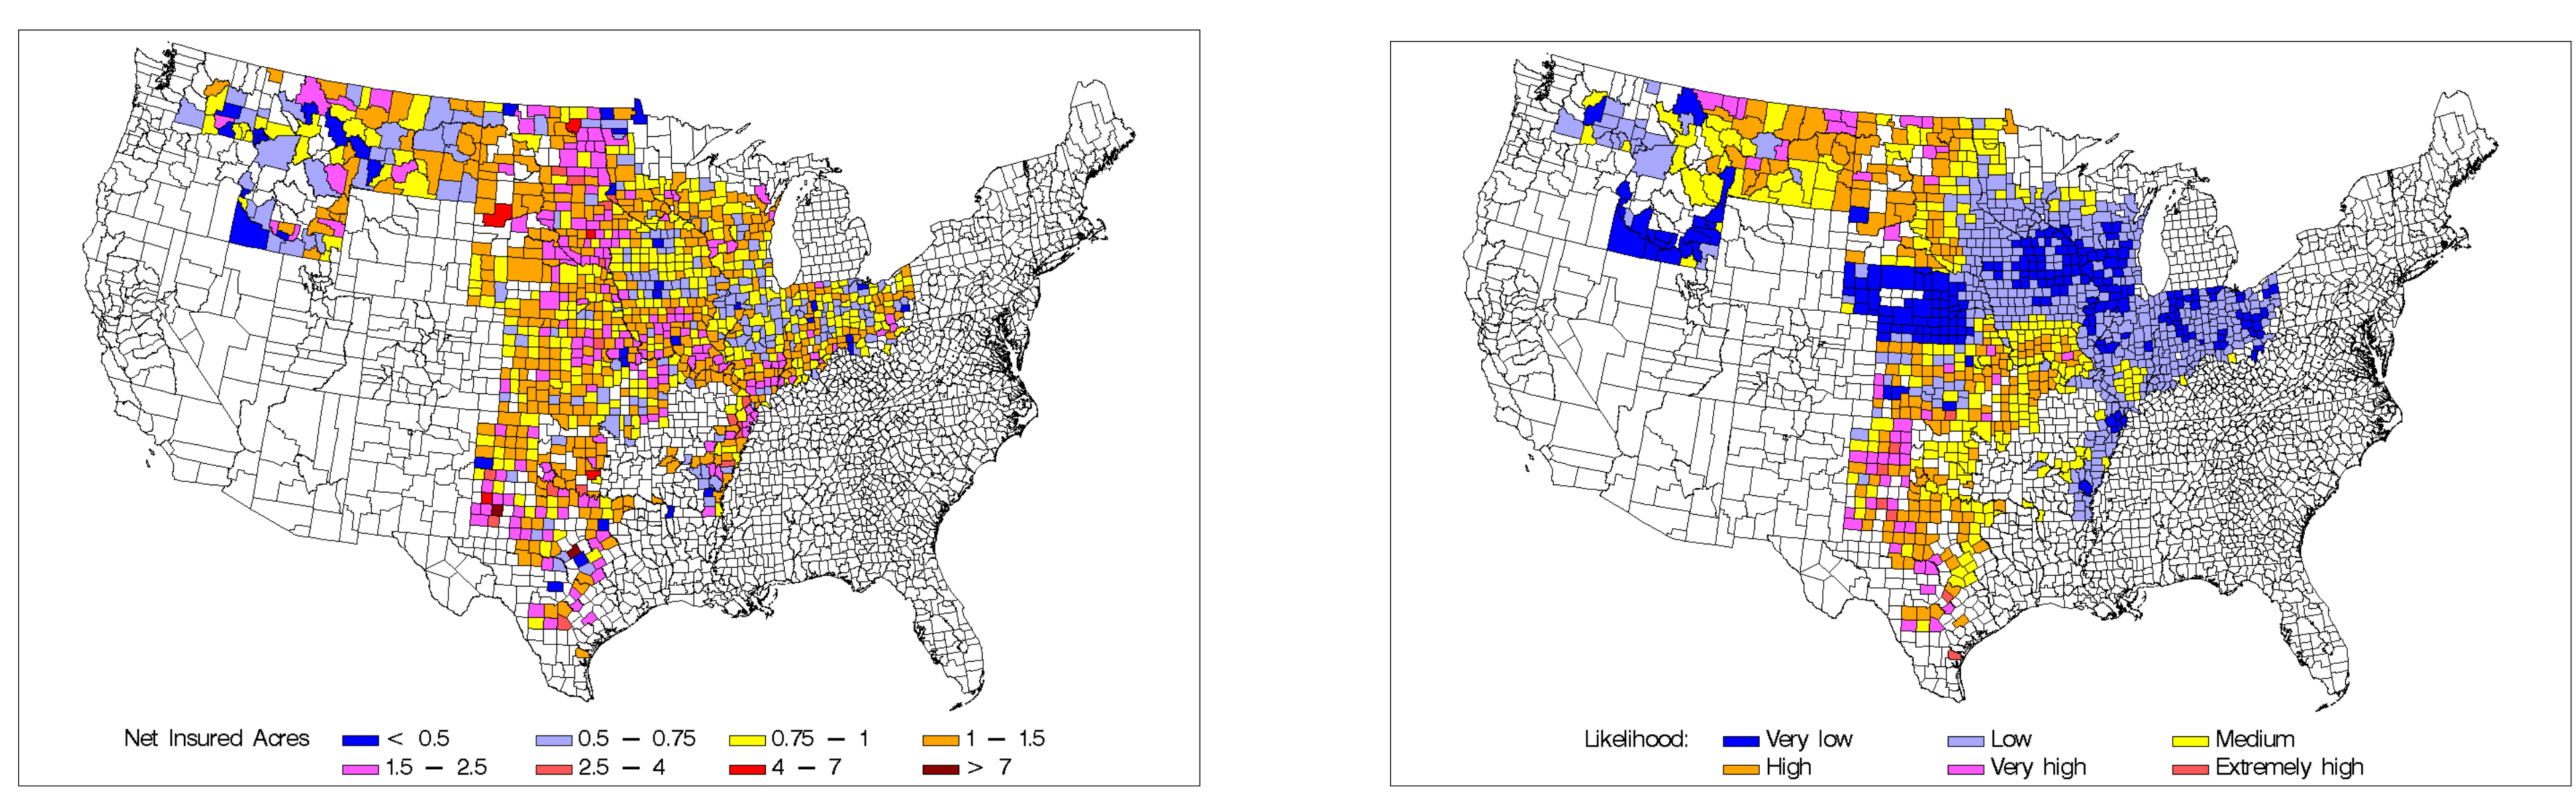 Net Insured Acres < 0.5 0.5 – 0.75 0.75 – 1 1 – 1.5
1.5 – 2.5 2.5 – 4 4 – 7 > 7
Likelihood: Very low Low Medium
High Very high Extremely high